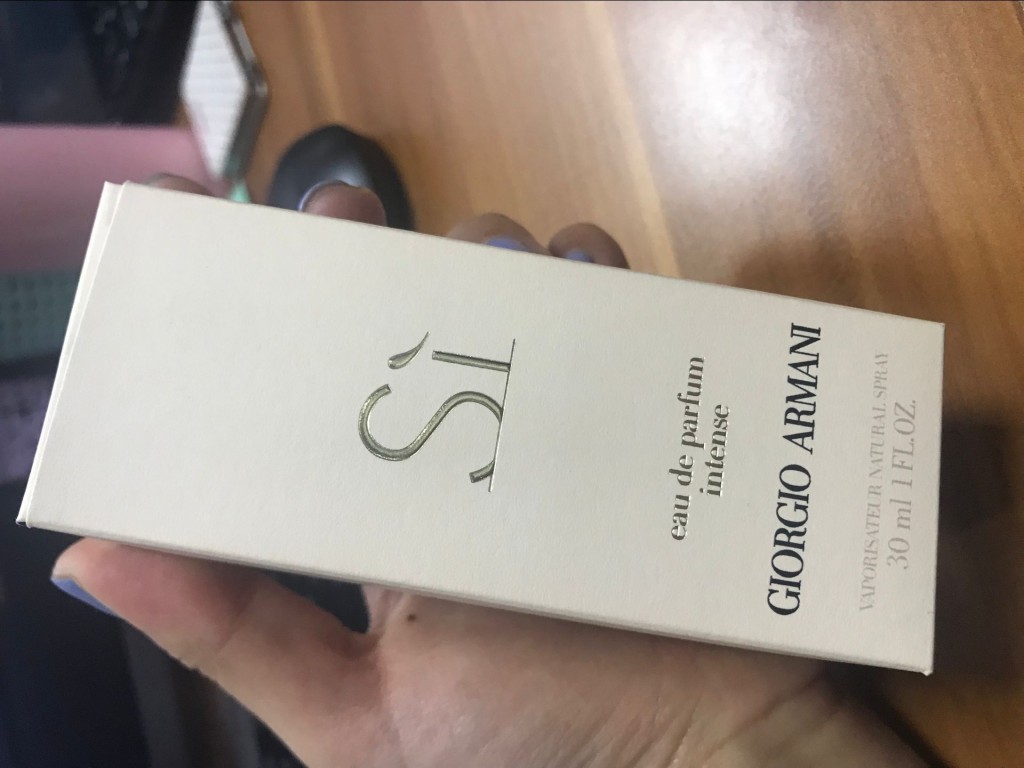 Sì
eau de parfum
intense
GIORGIO ARMANI
VAPORISATEUR NATURAL SPRAY
30 ml 1 FL.OZ.